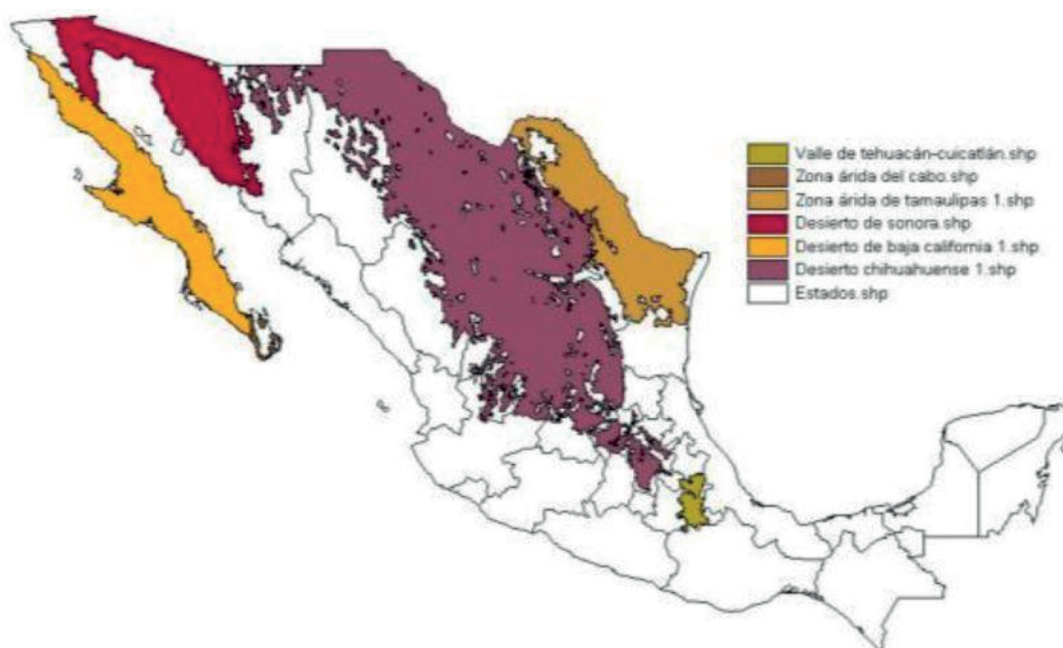 Valle de tehuacán-cuicatlán.shp
Zona árida del cabo.shp
Zona árida de tamaulipas 1.shp
Desierto de sonora.shp
Desierto de baja california 1.shp
Desierto chihuahuense 1.shp
Estados.shp